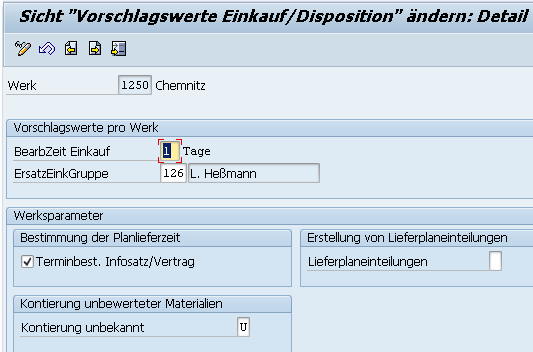 Sicht "Vorschlagswerte Einkauf/Disposition" ändern: Detail
Werk 1250 Chemnitz
Vorschlagswerte pro Werk
BearbZeit Einkauf 1 Tage
ErsatzEinkGruppe 126 L. Heßmann
Werksparameter
Bestimmung der Planlieferzeit
Terminbest. Infosatz/Vertrag
Erstellung von Lieferplaneinteilungen
Lieferplaneinteilungen
Kontierung unbewerteter Materialien
Kontierung unbekannt U